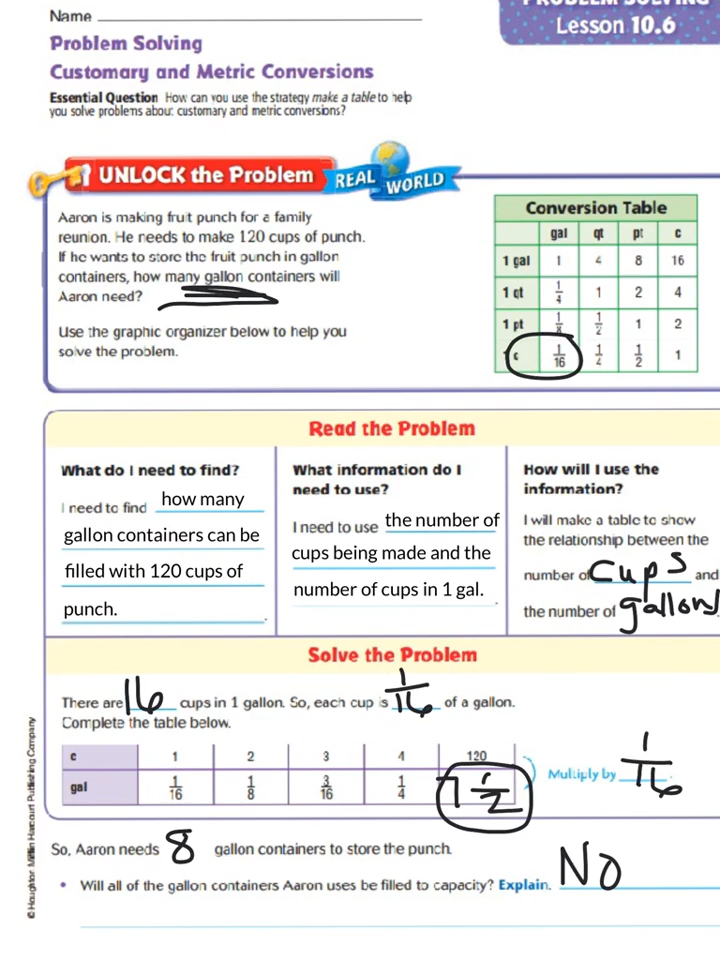 Name
PROBLEM SOLVING
Lesson 10.6
Problem Solving
Customary and Metric Conversions
Essential Question How can you use the strategy make a table to help
you solve problems about customary and metric conversions?
UNLOCK the Problem REAL WORLD
Aaron is making fruit punch for a family
reunion. He needs to make 120 cups of punch.
If he wants to store the fruit punch in gallon
containers, how many gallon containers will
Aaron need?
Use the graphic organizer below to help you
solve the problem.
Conversion Table
gal qt pt c
1 gal 1 4 8 16
1 qt 1/4 1 2 4
1 pt 1/8 1/2 1 2
c 1/16 1/4 1/2 1
Read the Problem
What do I need to find?
I need to find how many
gallon containers can be
filled with 120 cups of
punch.
What information do I
need to use?
I need to use the number of
cups being made and the
number of cups in 1 gal.
How will I use the
information?
I will make a table to show
the relationship between the
number of cups and
the number of gallons.
Solve the Problem
There are 16 cups in 1 gallon. So, each cup is 1/16 of a gallon.
Complete the table below.
c 1 2 3 4 120
gal 1/16 1/8 3/16 1/4 7 1/2
Multiply by 1/16.
So, Aaron needs 8 gallon containers to store the punch.
• Will all of the gallon containers Aaron uses be filled to capacity? Explain. No
© Houghton Mifflin Harcourt Publishing Company